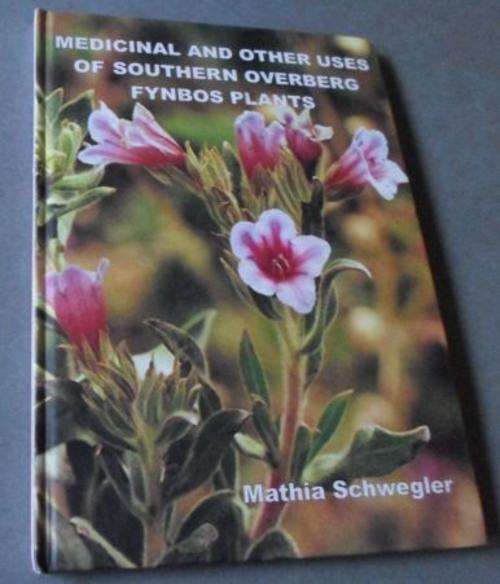 MEDICINAL AND OTHER USES
OF SOUTHERN OVERBERG
FYNBOS PLANTS
Mathia Schwegler